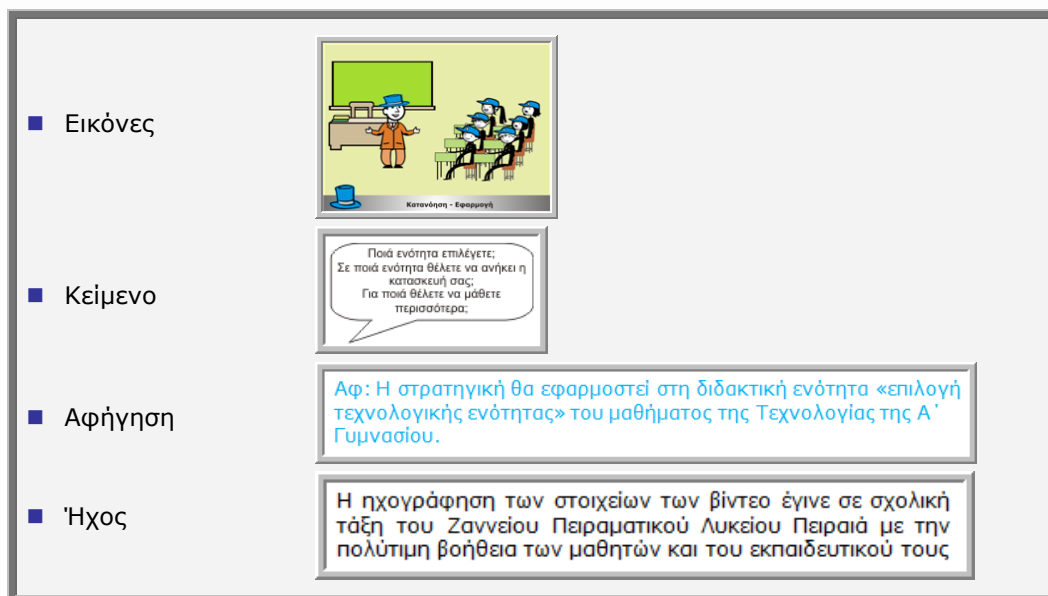 Εικόνες
Κατανόηση - Εφαρμογή
Κείμενο
Ποιά ενότητα επιλέγετε;
Σε ποιά ενότητα θέλετε να ανήκει η
κατασκευή σας;
Για ποιά θέλετε να μάθετε
περισσότερα;
Αφήγηση
Αφ: Η στρατηγική θα εφαρμοστεί στη διδακτική ενότητα «επιλογή
τεχνολογικής ενότητας» του μαθήματος της Τεχνολογίας της Α΄
Γυμνασίου.
Ήχος
Η ηχογράφηση των στοιχείων των βίντεο έγινε σε σχολική
τάξη του Ζαννείου Πειραματικού Λυκείου Πειραιά με την
πολύτιμη βοήθεια των μαθητών και του εκπαιδευτικού τους